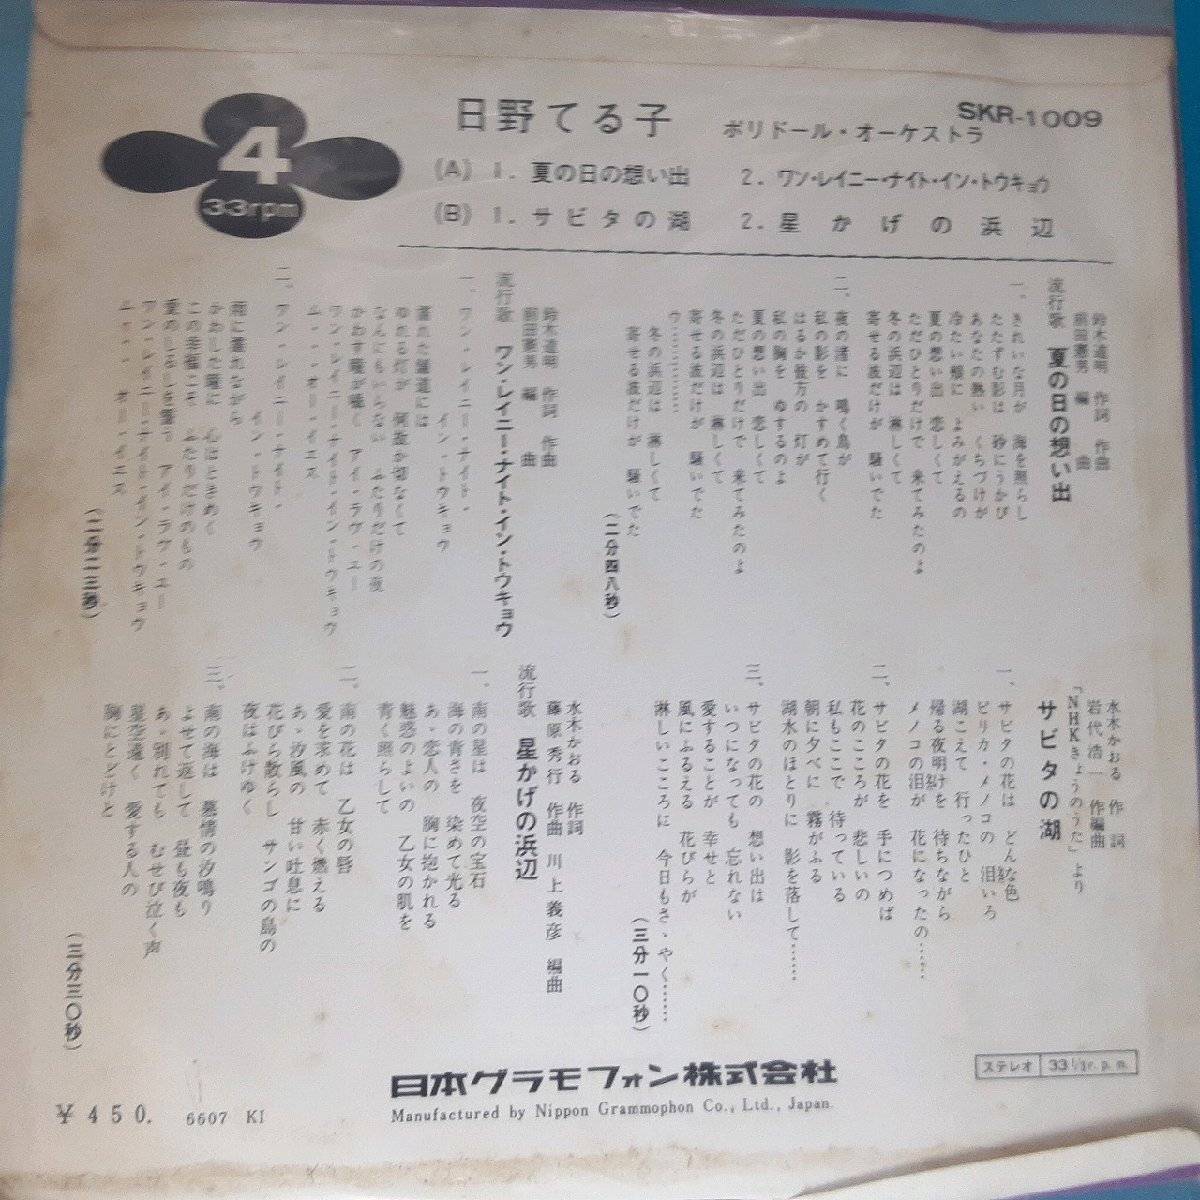 4
33rpm
日野てる子 ポリドール・オーケストラ
SKR-1009
(A) 1. 夏の日の想い出 2. ワン・レイニー・ナイト・イン・トウキョウ
(B) 1. サビタの湖 2. 星かげの浜辺
鈴木道明 作詞 作曲
前田憲男 編曲
流行歌 夏の日の想い出
一、きれいな月が 海を照らし
たたずむ影は 砂にうかび
あなたの熱い くちづけが
冷たい頬に よみがえるの
夏の想い出 恋しくて
ただひとりだけで 来てみたのよ
冬の浜辺は 淋しくて
寄せる波だけが 騒いでた
二、夜の渚に 鳴く鳥が
私の影を かすめて行く
はるか彼方の 灯が
私の胸を ゆするのよ
夏の想い出 恋しくて
ただひとりだけで 来てみたのよ
冬の浜辺は 淋しくて
寄せる波だけが 騒いでた
ウ…………
冬の浜辺は 淋しくて
寄せる波だけが 騒いでた
(二分四八秒)
鈴木道明 作詞 作曲
前田憲男 編曲
流行歌 ワン・レイニー・ナイト・イン・トウキョウ
一、ワン・レイニー・ナイト・
イン・トウキョウ
濡れた舗道には
ゆれる灯が 何故か切なくて
なんにもいらない ふたりだけの夜
かわす瞳が囁く アイ・ラヴ・ユー
ワン・レイニー・ナイト・イン・トウキョウ
ムー・・オー・イエス
二、ワン・レイニー・ナイト・
イン・トウキョウ
雨に濡れながら
かわした瞳に 心はときめく
この幸福こそ ふたりだけのもの
愛のしるしを誓う アイ・ラヴ・ユー
ワン・レイニー・ナイト・イン・トウキョウ
ムー・・オー・イエス
(二分二三秒)
水木かおる 作詞
岩代浩一 作編曲
「NHKきょうのうた」より
サビタの湖
一、サビタの花は どんな色
ピリカ・メノコの 泪いろ
湖こえて 行ったひと
帰る夜明けを 待ちながら
メノコの泪が 花になったの……
二、サビタの花を 手につめば
花のこころが 悲しいの
私もここで 待っている
朝に夕べに 霧がふる
湖水のほとりに 影を落して……
三、サビタの花の 想い出は
いつになっても 忘れない
愛することが 幸せと
風にふるえる 花びらが
淋しいこころに 今日もさゝやく……
(三分一〇秒)
水木かおる 作詞
藤原秀行 作曲 川上義彦 編曲
流行歌 星かげの浜辺
一、南の星は 夜空の宝石
海の青さを 染めて光る
あゝ恋人の 胸に抱かれる
魅惑のよいの 乙女の肌を
青く照らして
二、南の花は 乙女の唇
愛を求めて 赤く燃える
あゝ汐風の 甘い吐息に
花びら散らし サンゴの島の
夜はふけゆく
三、南の海は 慕情の汐鳴り
よせて返して 昼も夜も
あゝ別れても むせび泣く声
星空遠く 愛する人の
胸にとどけと
(三分三〇秒)
日本グラモフォン株式会社
Manufactured by Nippon Grammophon Co., Ltd., Japan.
ステレオ 33 1/3r.p.m.
¥450. 6607 KI